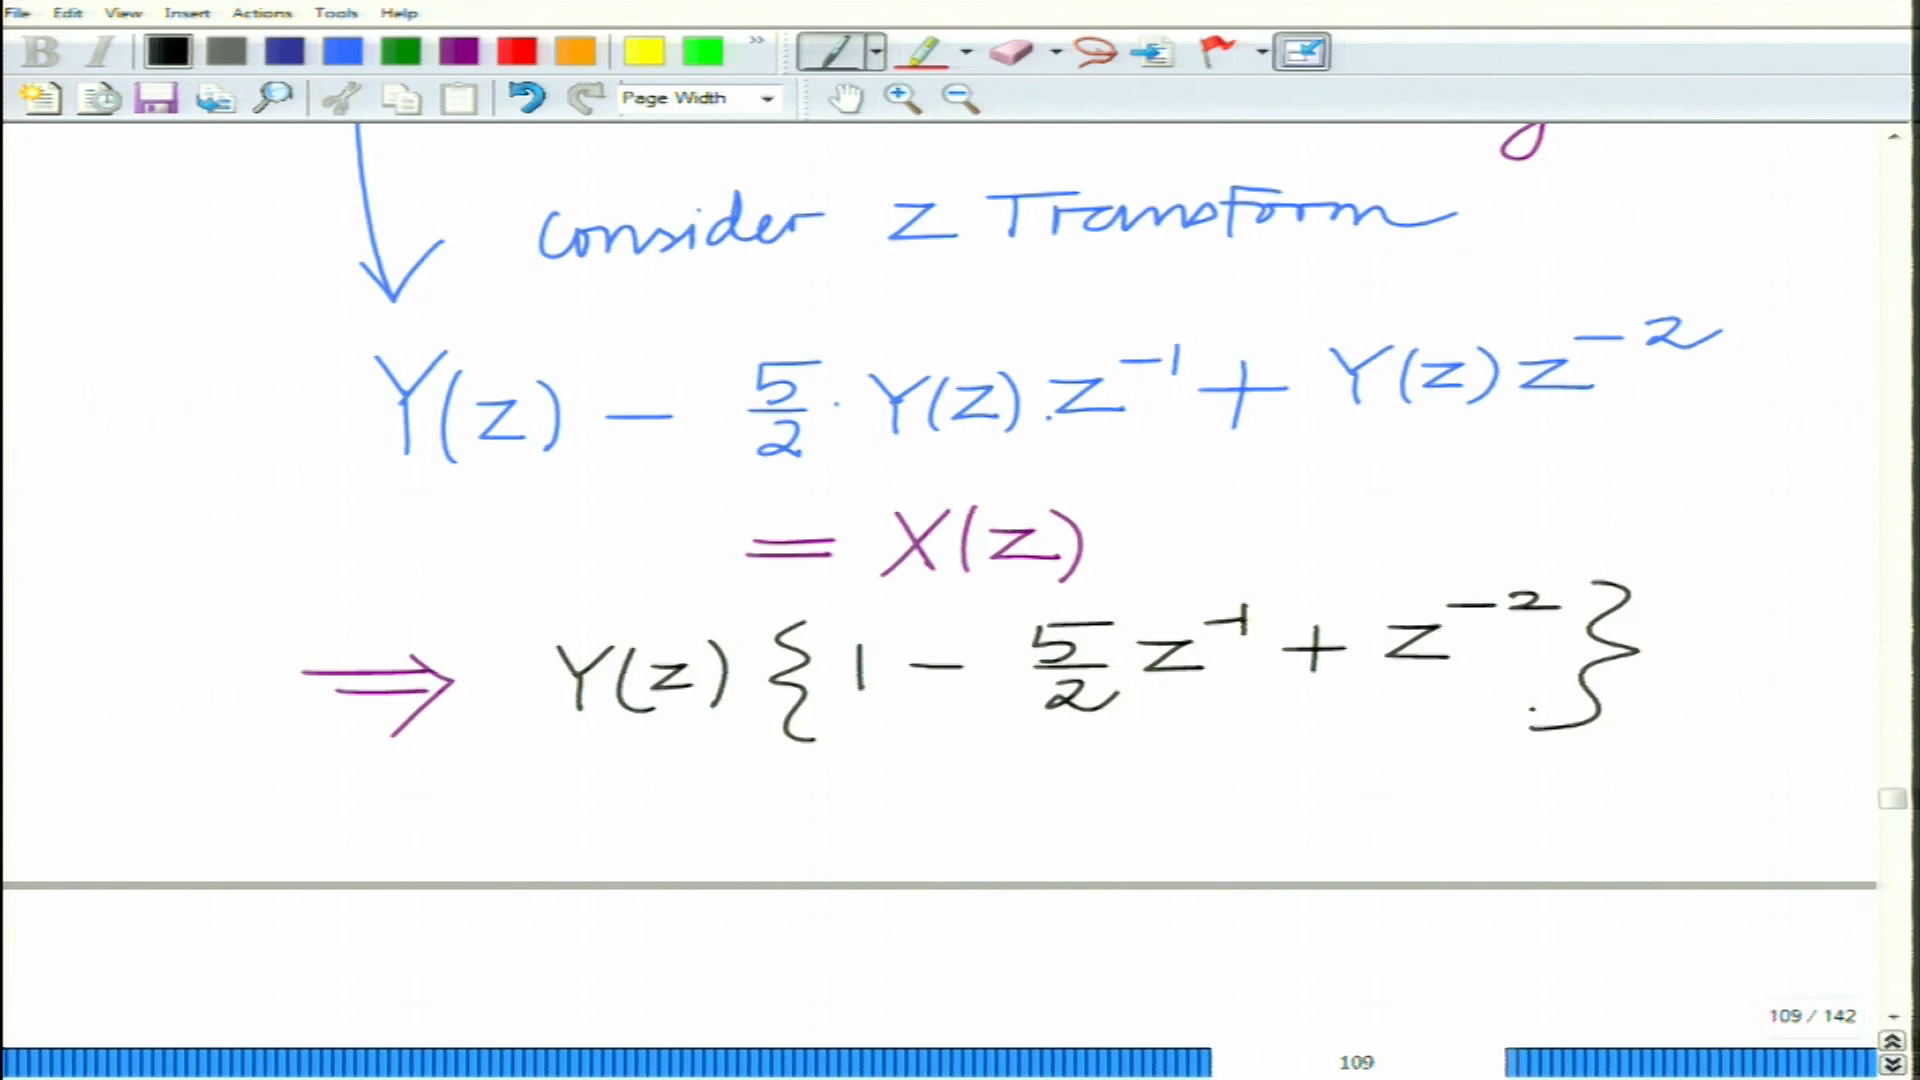 File Edit View Insert Actions Tools Help
B I
Page Width
consider z Transform
Y(z) - 5/2 · Y(z) . z^{-1} + Y(z) z^{-2}
= X(z)
⇒ Y(z) { 1 - 5/2 z^{-1} + z^{-2} }
109 / 142
109